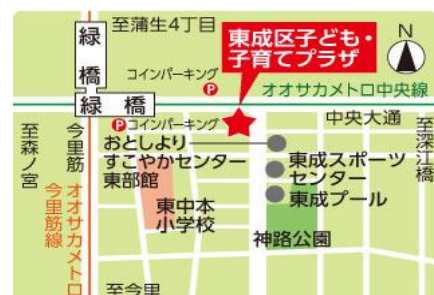 至蒲生4丁目
緑橋
東成区子ども・
子育てプラザ
N
コインパーキング
P
オオサカメトロ中央線
緑橋
P コインパーキング
中央大通
至森ノ宮
今里筋
オオサカメトロ
今里筋線
おとしより
すこやかセンター
東部館
東成スポーツ
センター
東成プール
至深江橋
東中本
小学校
神路公園
至今里